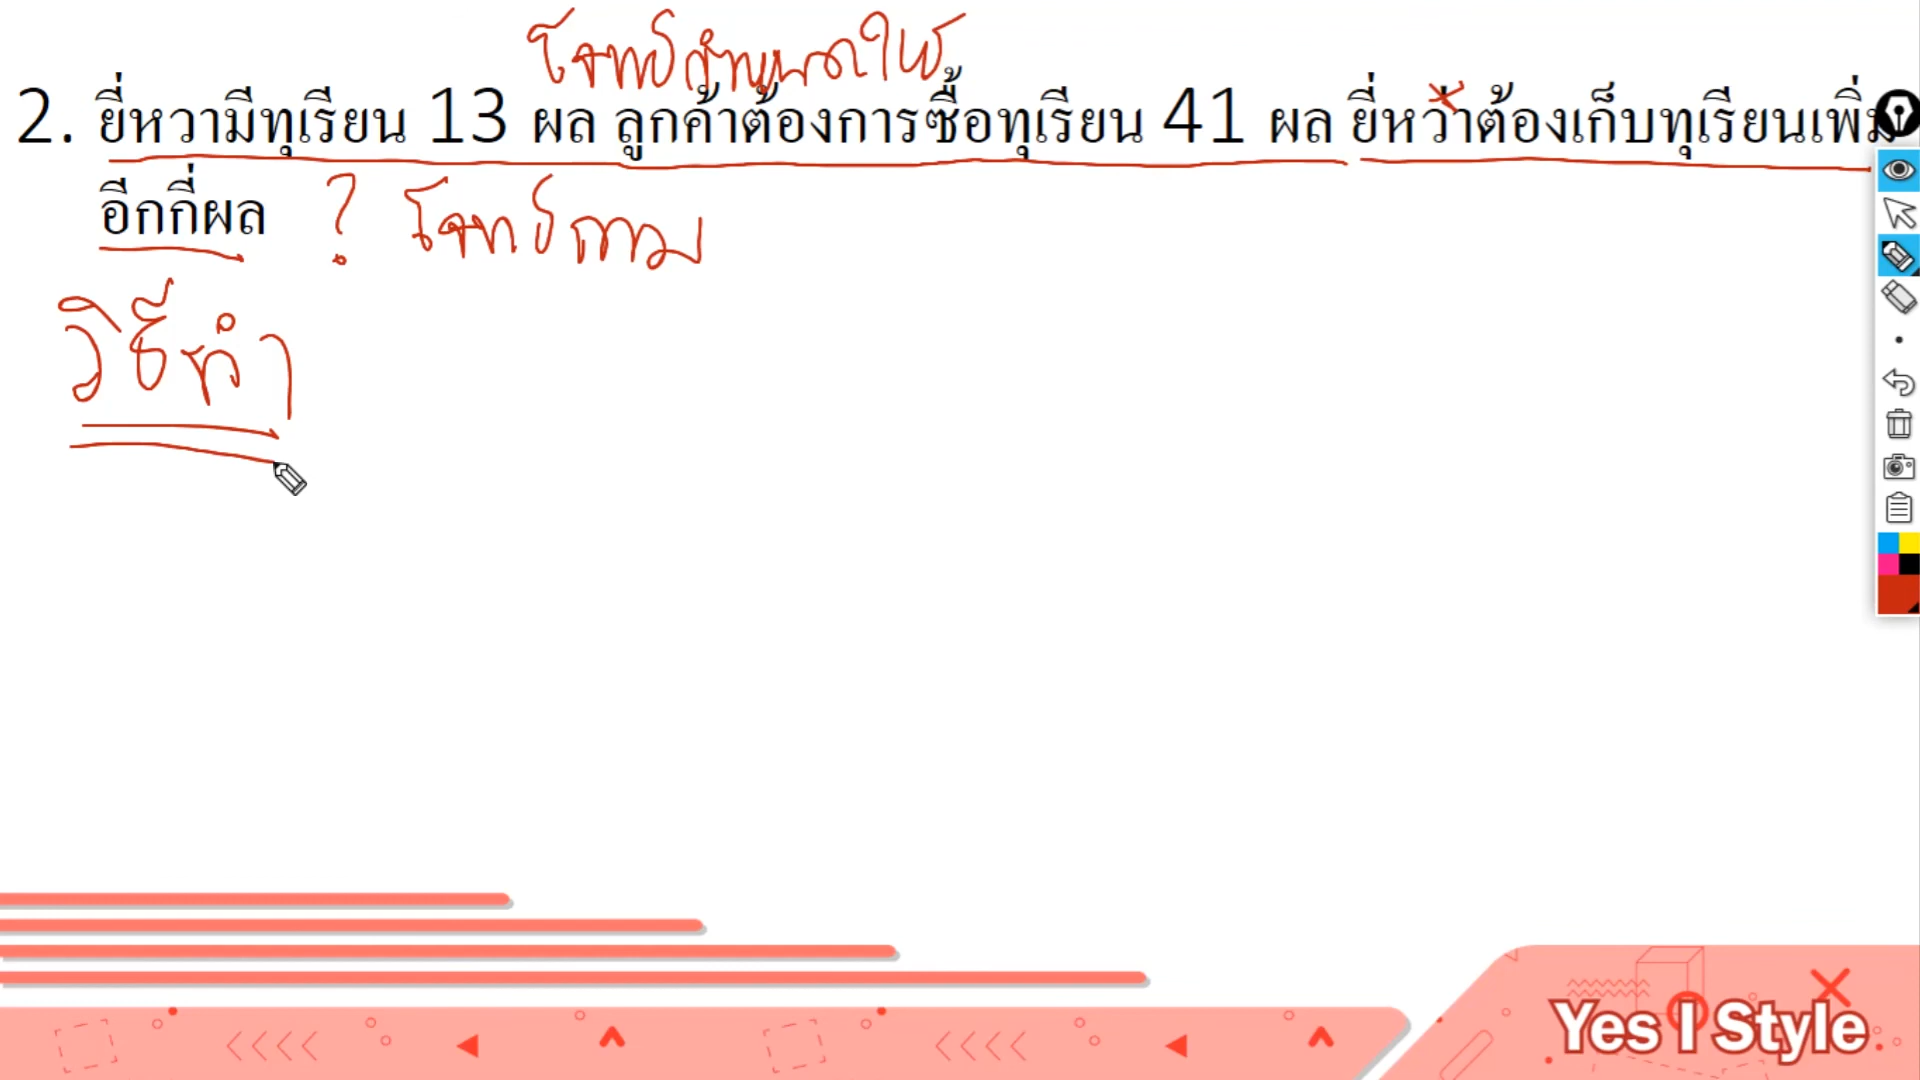 โจทย์กำหนดให้
2. ยี่หวามีทุเรียน 13 ผล ลูกค้าต้องการซื้อทุเรียน 41 ผล ยี่หว่าต้องเก็บทุเรียนเพิ่ม
อีกกี่ผล ? โจทย์ถาม
วิธีทำ
Yes I Style